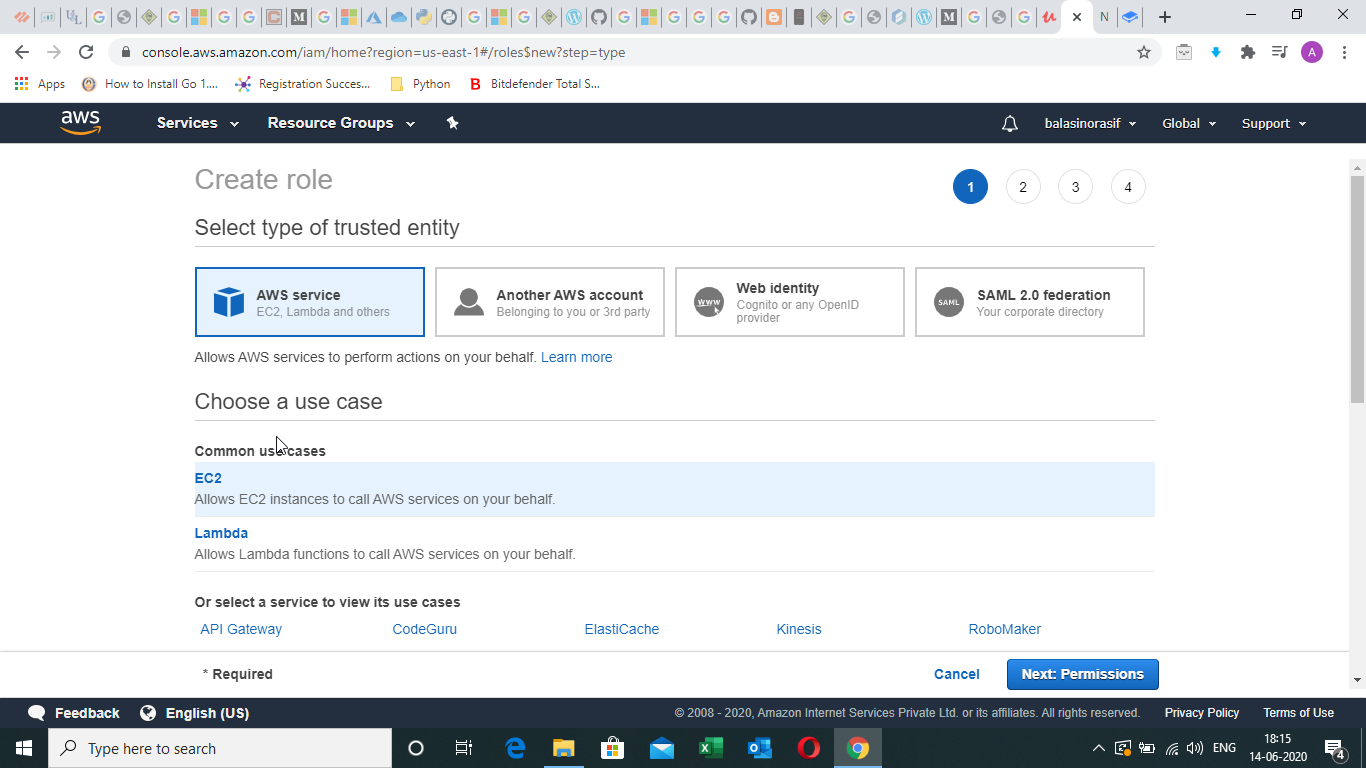 console.aws.amazon.com/iam/home?region=us-east-1#/roles$new?step=type
A
Apps
How to Install Go 1....
Registration Succes...
Python
Bitdefender Total S...
aws
Services
Resource Groups
balasinorasif
Global
Support
Create role
1
2
3
4
Select type of trusted entity
AWS service
EC2, Lambda and others
Another AWS account
Belonging to you or 3rd party
www
Web identity
Cognito or any OpenID
provider
SAML
SAML 2.0 federation
Your corporate directory
Allows AWS services to perform actions on your behalf. Learn more
Choose a use case
Common use cases
EC2
Allows EC2 instances to call AWS services on your behalf.
Lambda
Allows Lambda functions to call AWS services on your behalf.
Or select a service to view its use cases
API Gateway
CodeGuru
ElastiCache
Kinesis
RoboMaker
* Required
Cancel
Next: Permissions
Feedback
English (US)
© 2008 - 2020, Amazon Internet Services Private Ltd. or its affiliates. All rights reserved.
Privacy Policy
Terms of Use
Type here to search
ENG
18:15
14-06-2020
4